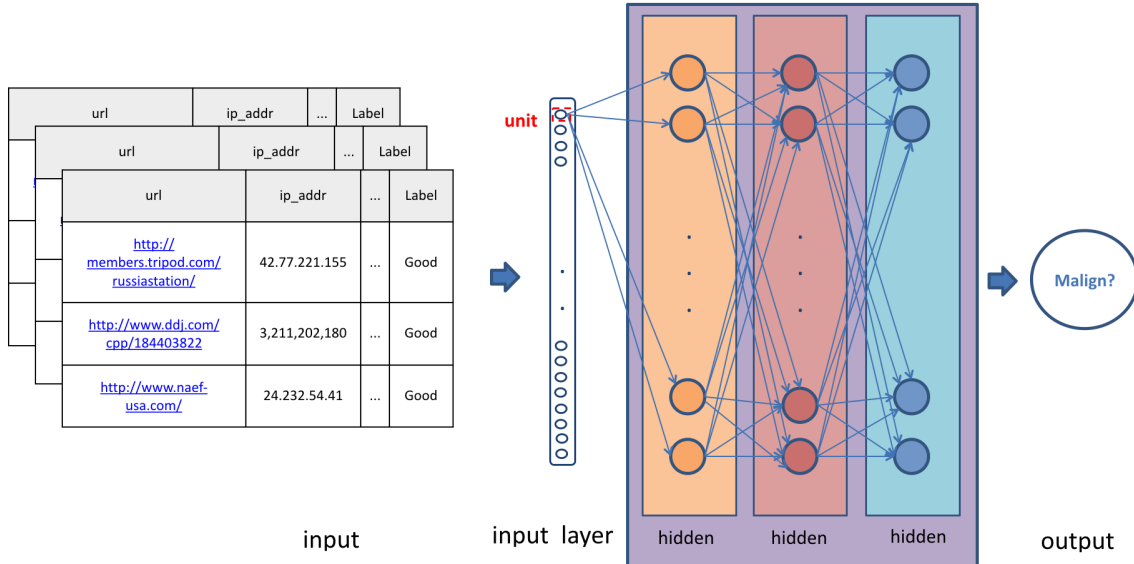 url ip_addr ... Label
url ip_addr ... Label
url ip_addr ... Label
http://
members.tripod.com/
russiastation/
42.77.221.155 ... Good
http://www.ddj.com/
cpp/184403822
3,211,202,180 ... Good
http://www.naef-
usa.com/
24.232.54.41 ... Good
input
unit
input layer
hidden hidden hidden
Malign?
output